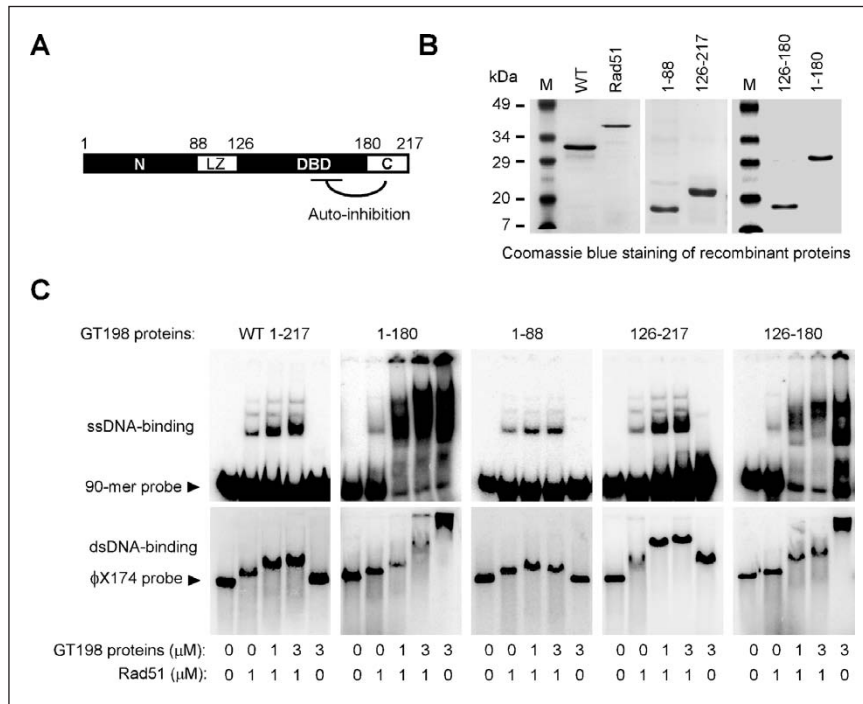 A
1 88 126 180 217
N LZ DBD C
Auto-inhibition
B
kDa M WT Rad51 1-88 126-217 M 126-180 1-180
49
34
29
20
7
Coomassie blue staining of recombinant proteins
C
GT198 proteins: WT 1-217 1-180 1-88 126-217 126-180
ssDNA-binding
90-mer probe ►
dsDNA-binding
ϕX174 probe ►
GT198 proteins (μM): 0 0 1 3 3 0 0 1 3 3 0 0 1 3 3 0 0 1 3 3 0 0 1 3 3
Rad51 (μM): 0 1 1 1 0 0 1 1 1 0 0 1 1 1 0 0 1 1 1 0 0 1 1 1 0